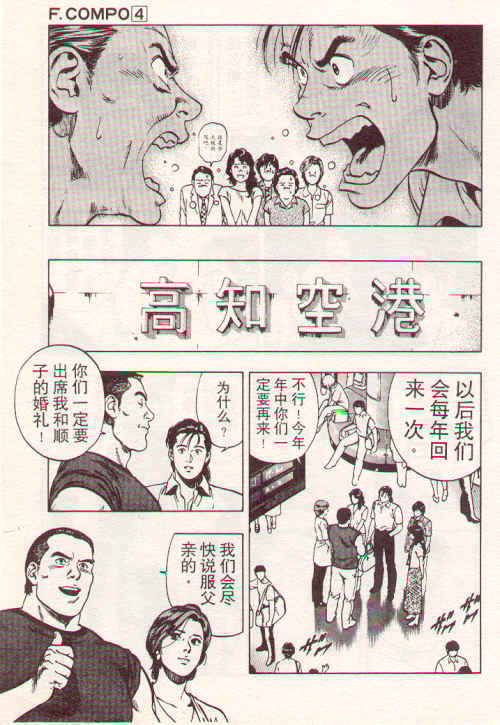 F. COMPO 4
高知空港
以后我们
会每年回
来一次。
不行！今
年中你们一
定要再来！
为什么？
你们一定要
出席我和顺
子的婚礼！
我们会尽
快说服父
亲的。